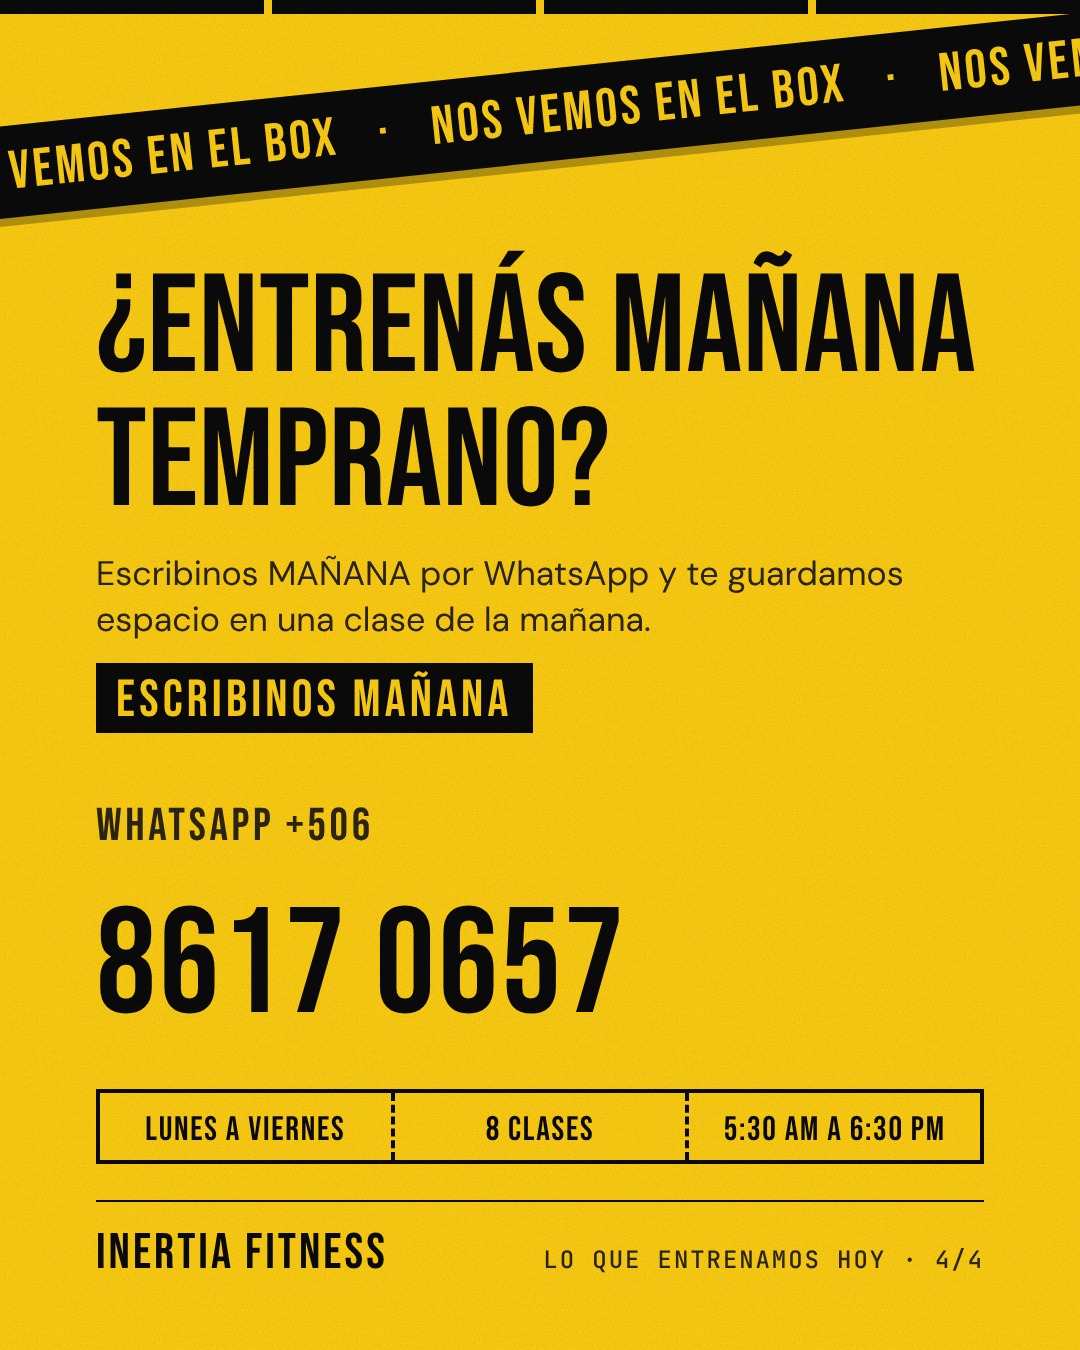 VEMOS EN EL BOX · NOS VEMOS EN EL BOX · NOS VEM
¿ENTRENÁS MAÑANA
TEMPRANO?
Escribinos MAÑANA por WhatsApp y te guardamos
espacio en una clase de la mañana.
ESCRIBINOS MAÑANA
WHATSAPP +506
8617 0657
LUNES A VIERNES
8 CLASES
5:30 AM A 6:30 PM
INERTIA FITNESS
LO QUE ENTRENAMOS HOY · 4/4